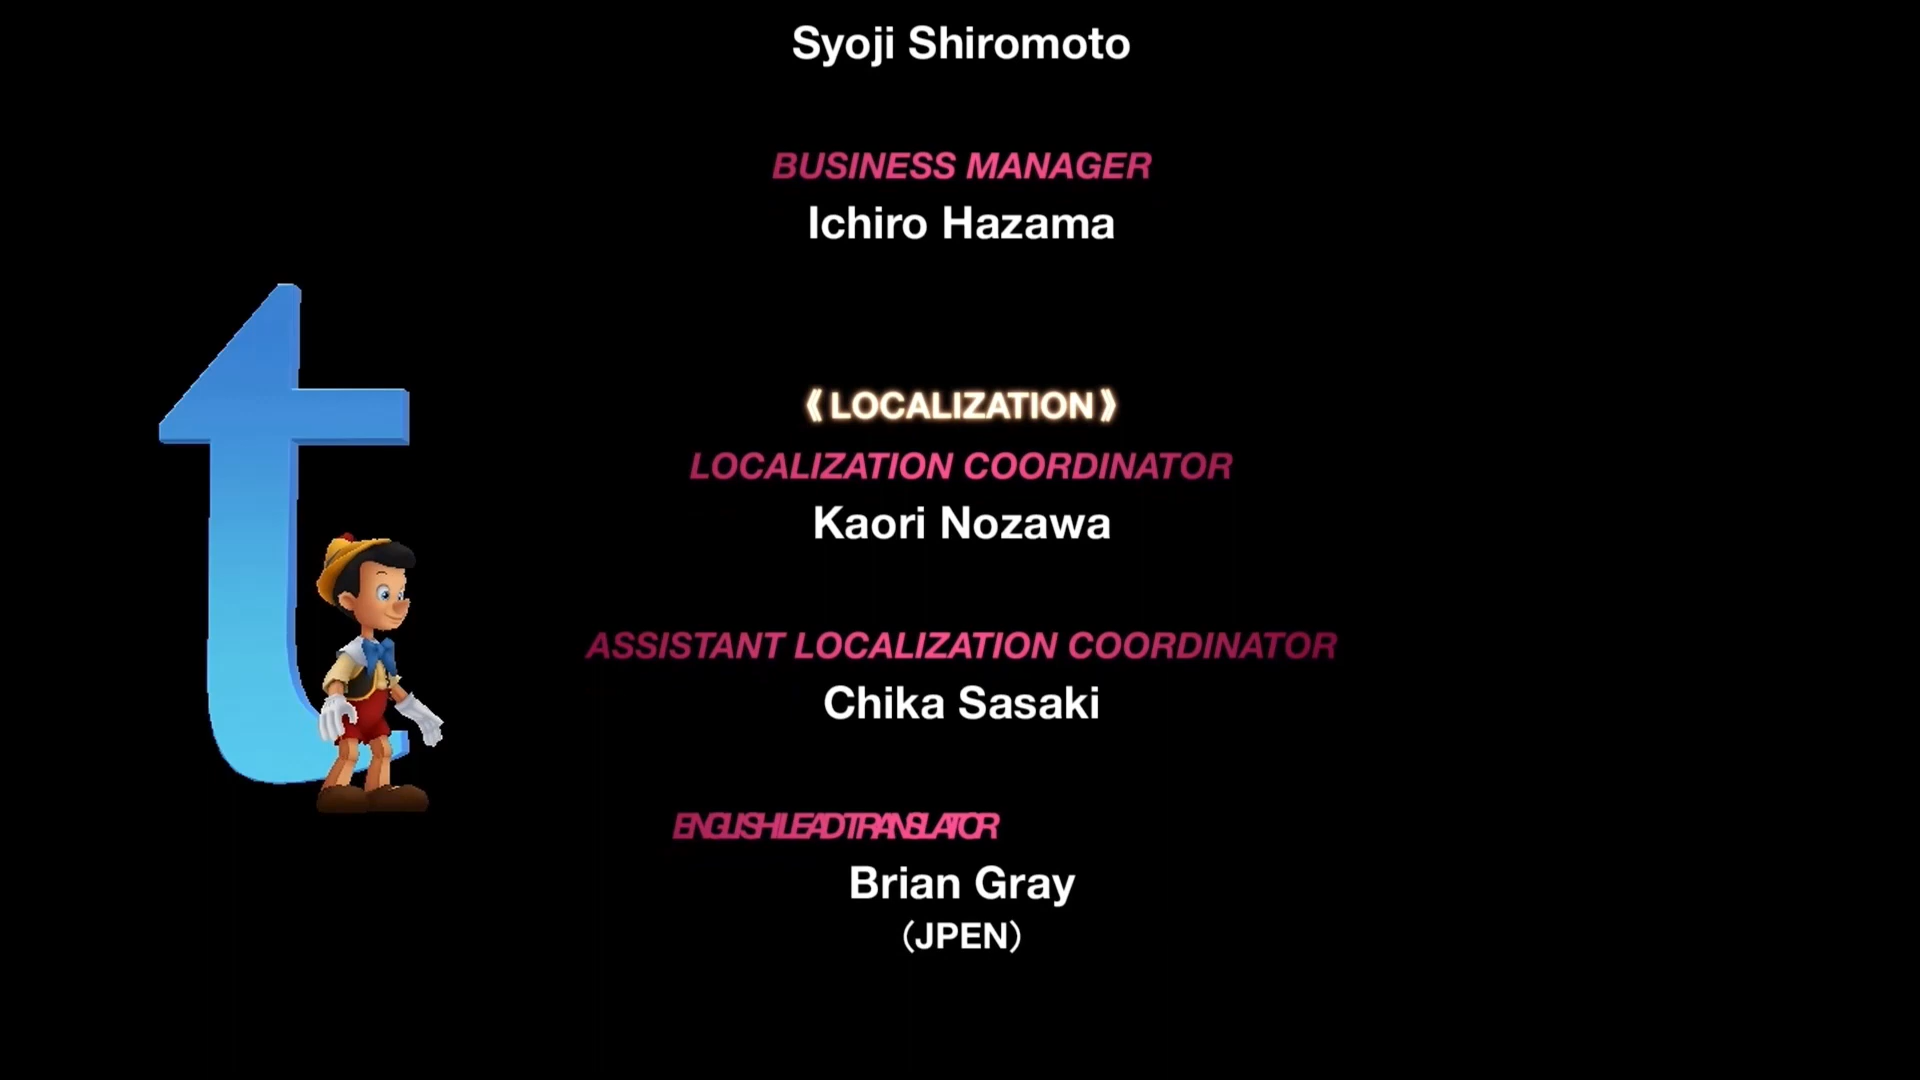 Syoji Shiromoto
BUSINESS MANAGER
Ichiro Hazama
t
《LOCALIZATION》
LOCALIZATION COORDINATOR
Kaori Nozawa
ASSISTANT LOCALIZATION COORDINATOR
Chika Sasaki
ENGLISH LEAD TRANSLATOR
Brian Gray
(JPEN)